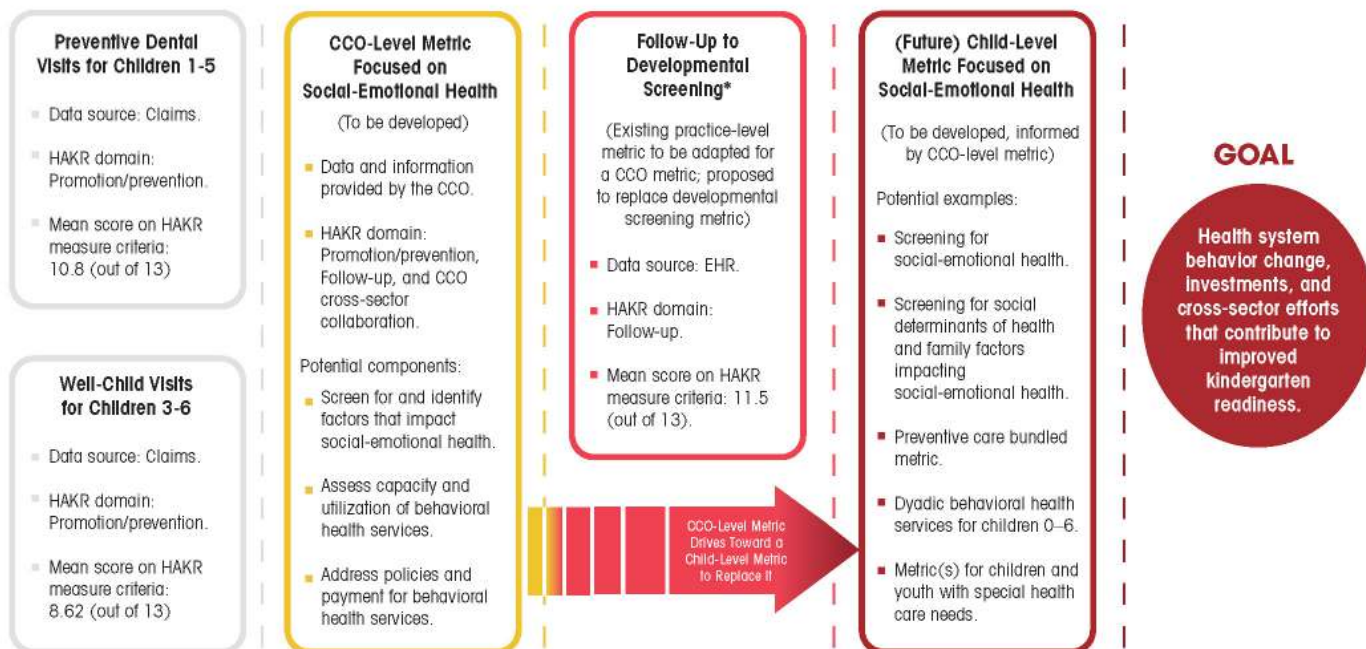 Preventive Dental
Visits for Children 1-5
Data source: Claims.
HAKR domain:
Promotion/prevention.
Mean score on HAKR
measure criteria:
10.8 (out of 13)
Well-Child Visits
for Children 3-6
Data source: Claims.
HAKR domain:
Promotion/prevention.
Mean score on HAKR
measure criteria:
8.62 (out of 13)
CCO-Level Metric
Focused on
Social-Emotional Health
(To be developed)
Data and information
provided by the CCO.
HAKR domain:
Promotion/prevention,
Follow-up, and CCO
cross-sector
collaboration.
Potential components:
Screen for and identify
factors that impact
social-emotional health.
Assess capacity and
utilization of behavioral
health services.
Address policies and
payment for behavioral
health services.
Follow-Up to
Developmental
Screening*
(Existing practice-level
metric to be adapted for
a CCO metric; proposed
to replace developmental
screening metric)
Data source: EHR.
HAKR domain:
Follow-up.
Mean score on HAKR
measure criteria: 11.5
(out of 13).
CCO-Level Metric
Drives Toward a
Child-Level Metric
to Replace It
(Future) Child-Level
Metric Focused on
Social-Emotional Health
(To be developed, informed
by CCO-level metric)
Potential examples:
Screening for
social-emotional health.
Screening for social
determinants of health
and family factors
impacting
social-emotional health.
Preventive care bundled
metric.
Dyadic behavioral health
services for children 0–6.
Metric(s) for children and
youth with special health
care needs.
GOAL
Health system
behavior change,
investments, and
cross-sector efforts
that contribute to
improved
kindergarten
readiness.